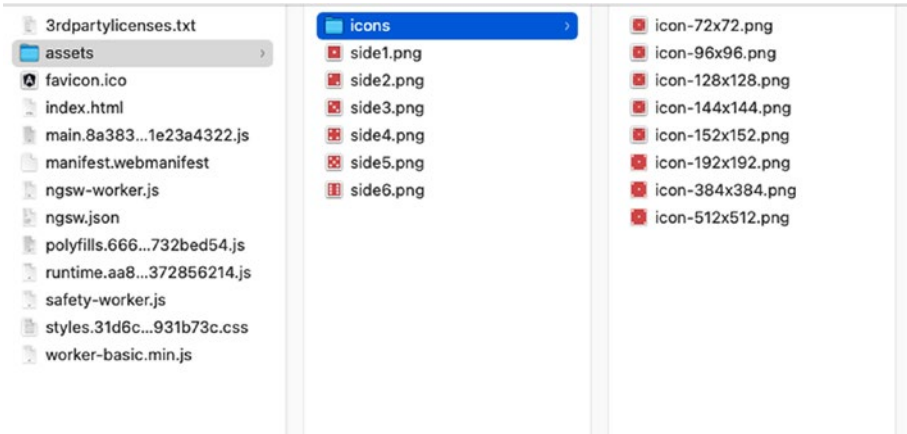 3rdpartylicenses.txt
assets
favicon.ico
index.html
main.8a383...1e23a4322.js
manifest.webmanifest
ngsw-worker.js
ngsw.json
polyfills.666...732bed54.js
runtime.aa8...372856214.js
safety-worker.js
styles.31d6c...931b73c.css
worker-basic.min.js
icons
side1.png
side2.png
side3.png
side4.png
side5.png
side6.png
icon-72x72.png
icon-96x96.png
icon-128x128.png
icon-144x144.png
icon-152x152.png
icon-192x192.png
icon-384x384.png
icon-512x512.png